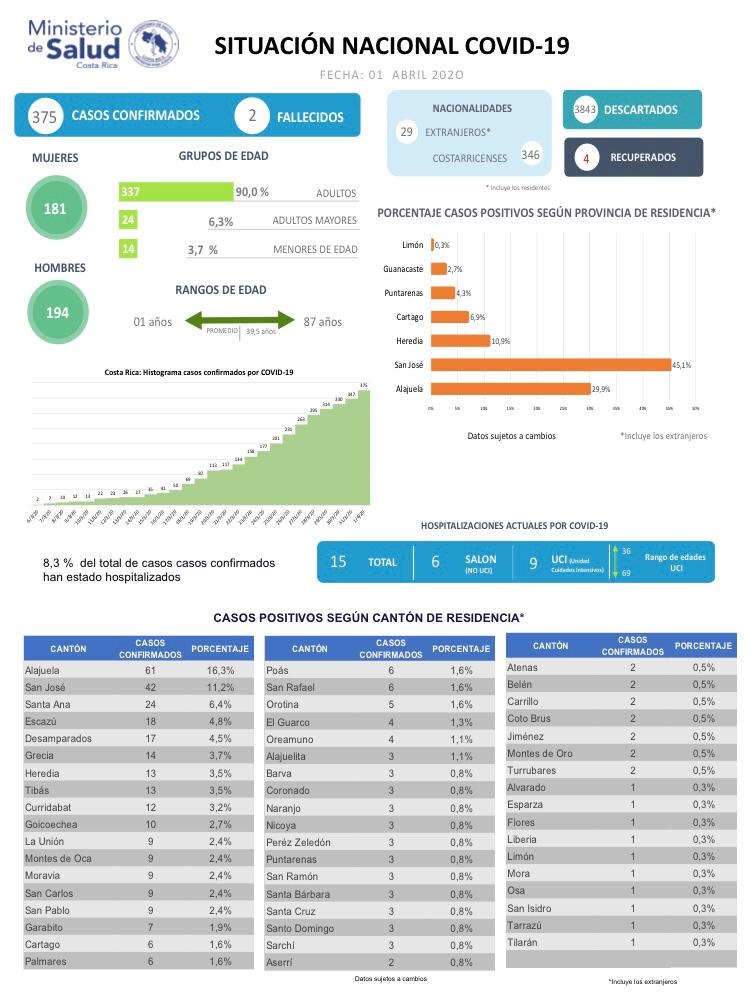 Ministerio
de Salud
Costa Rica
SITUACIÓN NACIONAL COVID-19
FECHA: 01 ABRIL 2020
375 CASOS CONFIRMADOS 2 FALLECIDOS
NACIONALIDADES
29 EXTRANJEROS*
COSTARRICENSES 346
* Incluye los residentes
3843 DESCARTADOS
4 RECUPERADOS
MUJERES
181
HOMBRES
194
GRUPOS DE EDAD
337 90,0 % ADULTOS
24 6,3% ADULTOS MAYORES
14 3,7 % MENORES DE EDAD
RANGOS DE EDAD
01 años 87 años
PROMEDIO 39,5 años
PORCENTAJE CASOS POSITIVOS SEGÚN PROVINCIA DE RESIDENCIA*
Limón 0,3%
Guanacaste 2,7%
Puntarenas 4,3%
Cartago 6,9%
Heredia 10,9%
San José 45,1%
Alajuela 29,9%
0% 5% 10% 15% 20% 25% 30% 35% 40% 45% 50%
Datos sujetos a cambios *Incluye los extranjeros
Costa Rica: Histograma casos confirmados por COVID-19
2 7 10 12 13 22 23 26 27 35 41 50 69 87 113 117 134 158 177 201 231 263 295 314 330 347 375
6/3/20 7/3/20 8/3/20 9/3/20 10/3/20 11/3/20 12/3/20 13/3/20 14/3/20 15/3/20 16/3/20 17/3/20 18/3/20 19/3/20 20/3/20 21/3/20 22/3/20 23/3/20 24/3/20 25/3/20 26/3/20 27/3/20 28/3/20 29/3/20 30/3/20 31/3/20 1/4/20
8,3 % del total de casos casos confirmados
han estado hospitalizados
HOSPITALIZACIONES ACTUALES POR COVID-19
15 TOTAL
6 SALON
(NO UCI)
9 UCI (Unidad
Cuidados Intensivos)
36
69
Rango de edades
UCI
CASOS POSITIVOS SEGÚN CANTÓN DE RESIDENCIA*
CANTÓN CASOS CONFIRMADOS PORCENTAJE
Alajuela 61 16,3%
San José 42 11,2%
Santa Ana 24 6,4%
Escazú 18 4,8%
Desamparados 17 4,5%
Grecia 14 3,7%
Heredia 13 3,5%
Tibás 13 3,5%
Curridabat 12 3,2%
Goicoechea 10 2,7%
La Unión 9 2,4%
Montes de Oca 9 2,4%
Moravia 9 2,4%
San Carlos 9 2,4%
San Pablo 9 2,4%
Garabito 7 1,9%
Cartago 6 1,6%
Palmares 6 1,6%
CANTÓN CASOS CONFIRMADOS PORCENTAJE
Poás 6 1,6%
San Rafael 6 1,6%
Orotina 5 1,6%
El Guarco 4 1,3%
Oreamuno 4 1,1%
Alajuelita 3 1,1%
Barva 3 0,8%
Coronado 3 0,8%
Naranjo 3 0,8%
Nicoya 3 0,8%
Peréz Zeledón 3 0,8%
Puntarenas 3 0,8%
San Ramón 3 0,8%
Santa Bárbara 3 0,8%
Santa Cruz 3 0,8%
Santo Domingo 3 0,8%
Sarchí 3 0,8%
Aserrí 2 0,8%
CANTÓN CASOS CONFIRMADOS PORCENTAJE
Atenas 2 0,5%
Belén 2 0,5%
Carrillo 2 0,5%
Coto Brus 2 0,5%
Jiménez 2 0,5%
Montes de Oro 2 0,5%
Turrubares 2 0,5%
Alvarado 1 0,3%
Esparza 1 0,3%
Flores 1 0,3%
Libería 1 0,3%
Limón 1 0,3%
Mora 1 0,3%
Osa 1 0,3%
San Isidro 1 0,3%
Tarrazú 1 0,3%
Tilarán 1 0,3%
Datos sujetos a cambios
*Incluye los extranjeros